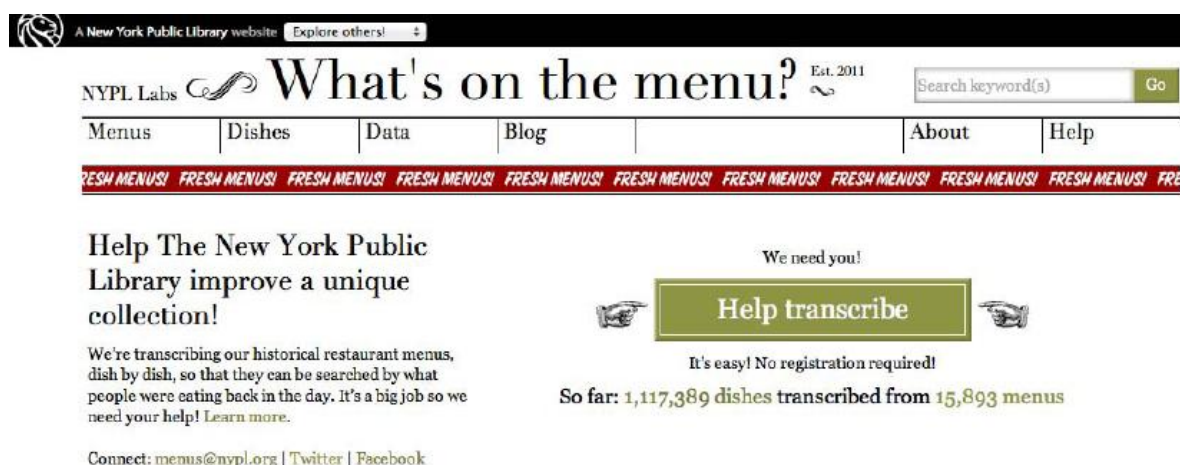 A New York Public Library website Explore others!
NYPL Labs What's on the menu? Est. 2011
Search keyword(s) Go
Menus Dishes Data Blog About Help
RESH MENUS! FRESH MENUS! FRESH MENUS! FRESH MENUS! FRESH MENUS! FRESH MENUS! FRESH MENUS! FRESH MENUS! FRESH MENUS! FRESH MENUS! FRE
Help The New York Public
Library improve a unique
collection!
We're transcribing our historical restaurant menus,
dish by dish, so that they can be searched by what
people were eating back in the day. It's a big job so we
need your help! Learn more.
Connect: menus@nypl.org | Twitter | Facebook
We need you!
Help transcribe
It's easy! No registration required!
So far: 1,117,389 dishes transcribed from 15,893 menus